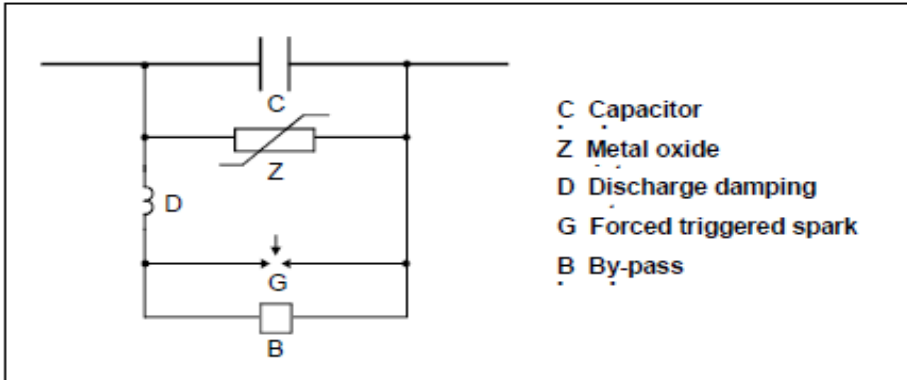 C
Z
D
G
B
C Capacitor
Z Metal oxide
D Discharge damping
G Forced triggered spark
B By-pass